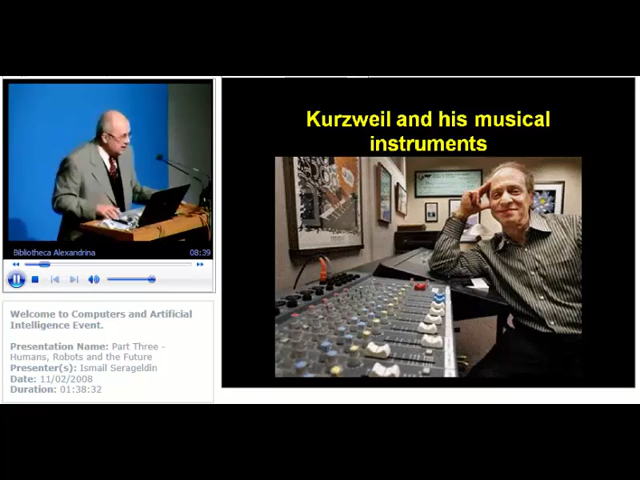 Kurzweil and his musical
instruments
Bibliotheca Alexandrina
08:39
Welcome to Computers and Artificial
Intelligence Event.
Presentation Name: Part Three -
Humans, Robots and the Future
Presenter(s): Ismail Serageldin
Date: 11/02/2008
Duration: 01:38:32